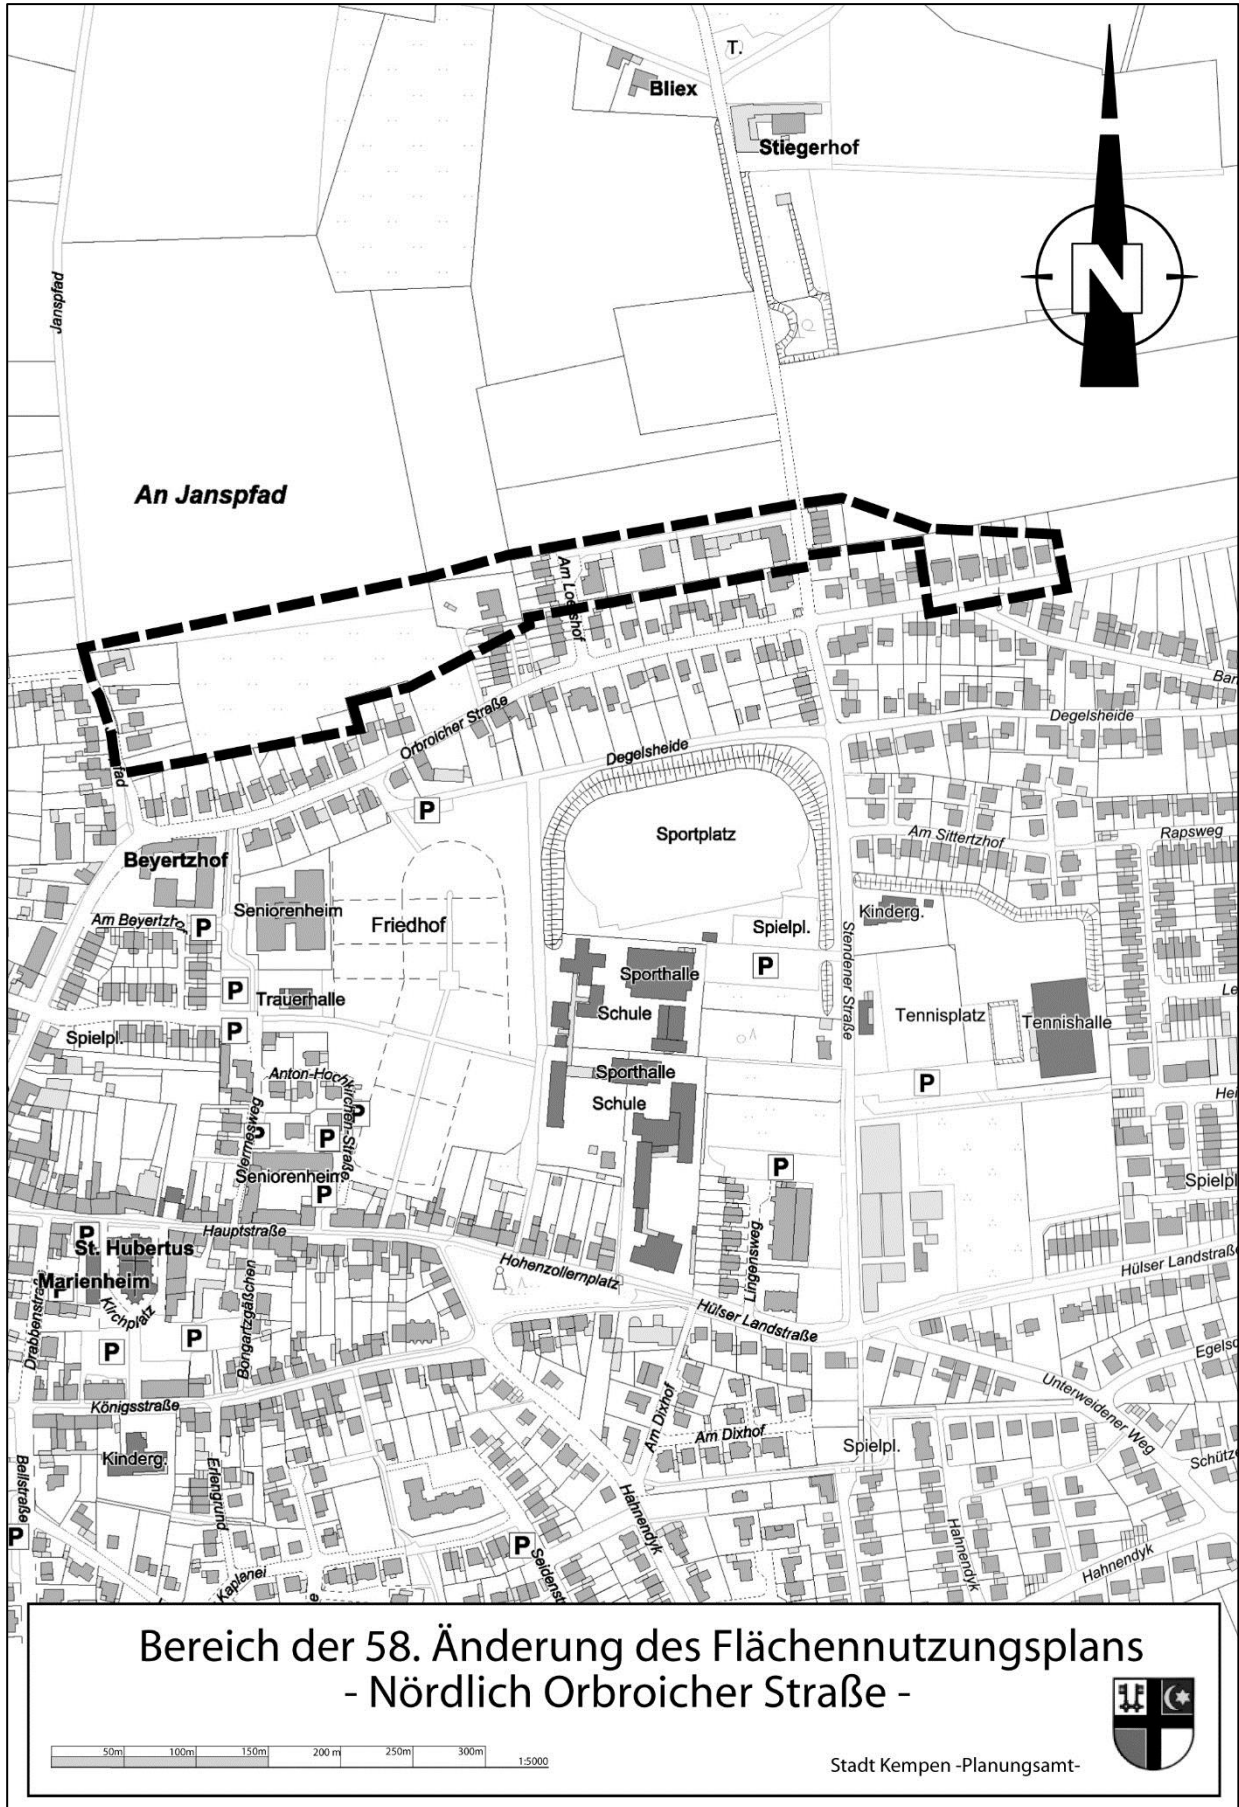 T.
Bliex
Stiegerhof
Janspfad
N
An Janspfad
Am Loershof
Orbroicher Straße
Degelsheide
Degelsheide
P
Sportplatz
Am Sittertzhof
Rapsweg
Beyertzhof
Seniorenheim
Friedhof
Am Beyertzhof
P
Spielpl.
Kinderg.
Stendener Straße
P
Sporthalle
P
Trauerhalle
Schule
Tennisplatz
Tennishalle
Spielpl.
P
Sporthalle
Anton-Hochkirchen-Straße
P
Schule
P
P
P
P
Seniorenheim
P
Spielpl.
Hauptstraße
P
St. Hubertus
Marienheim
P
Kirchplatz
Drabbenstraße
Bongartzgäßchen
Hohenzollernplatz
Lingensweg
Hülser Landstraße
Hülser Landstraße
P
P
Königsstraße
Am Dixhof
Am Dixhof
Unterweidener Weg
Spielpl.
Kinderg.
Erlengrund
Bellstraße
P
P
Hahnendyk
Hahnendyk
Hahnendyk
Bereich der 58. Änderung des Flächennutzungsplans
- Nördlich Orbroicher Straße -
50m 100m 150m 200 m 250m 300m 1:5000
Stadt Kempen -Planungsamt-